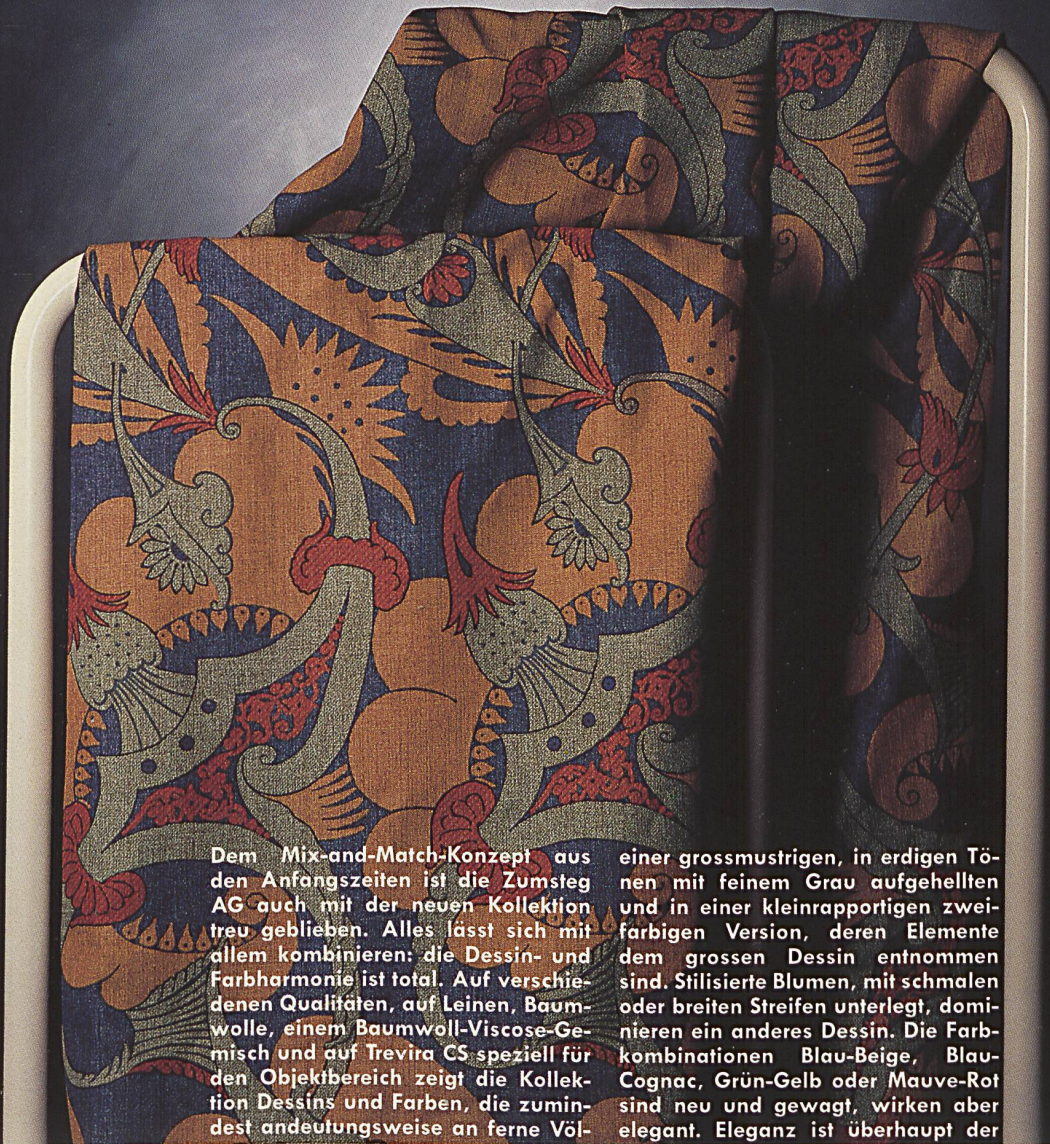 Dem Mix-and-Match-Konzept aus
den Anfangszeiten ist die Zumsteg
AG auch mit der neuen Kollektion
treu geblieben. Alles lässt sich mit
allem kombinieren: die Dessin- und
Farbharmonie ist total. Auf verschie-
denen Qualitäten, auf Leinen, Baum-
wolle, einem Baumwoll-Viscose-Ge-
misch und auf Trevira CS speziell für
den Objektbereich zeigt die Kollek-
tion Dessins und Farben, die zumin-
dest andeutungsweise an ferne Völ-
einer grossmustrigen, in erdigen Tö-
nen mit feinem Grau aufgehellten
und in einer kleinrapportigen zwei-
farbigen Version, deren Elemente
dem grossen Dessin entnommen
sind. Stilisierte Blumen, mit schmalen
oder breiten Streifen unterlegt, domi-
nieren ein anderes Dessin. Die Farb-
kombinationen Blau-Beige, Blau-
Cognac, Grün-Gelb oder Mauve-Rot
sind neu und gewagt, wirken aber
elegant. Eleganz ist überhaupt der